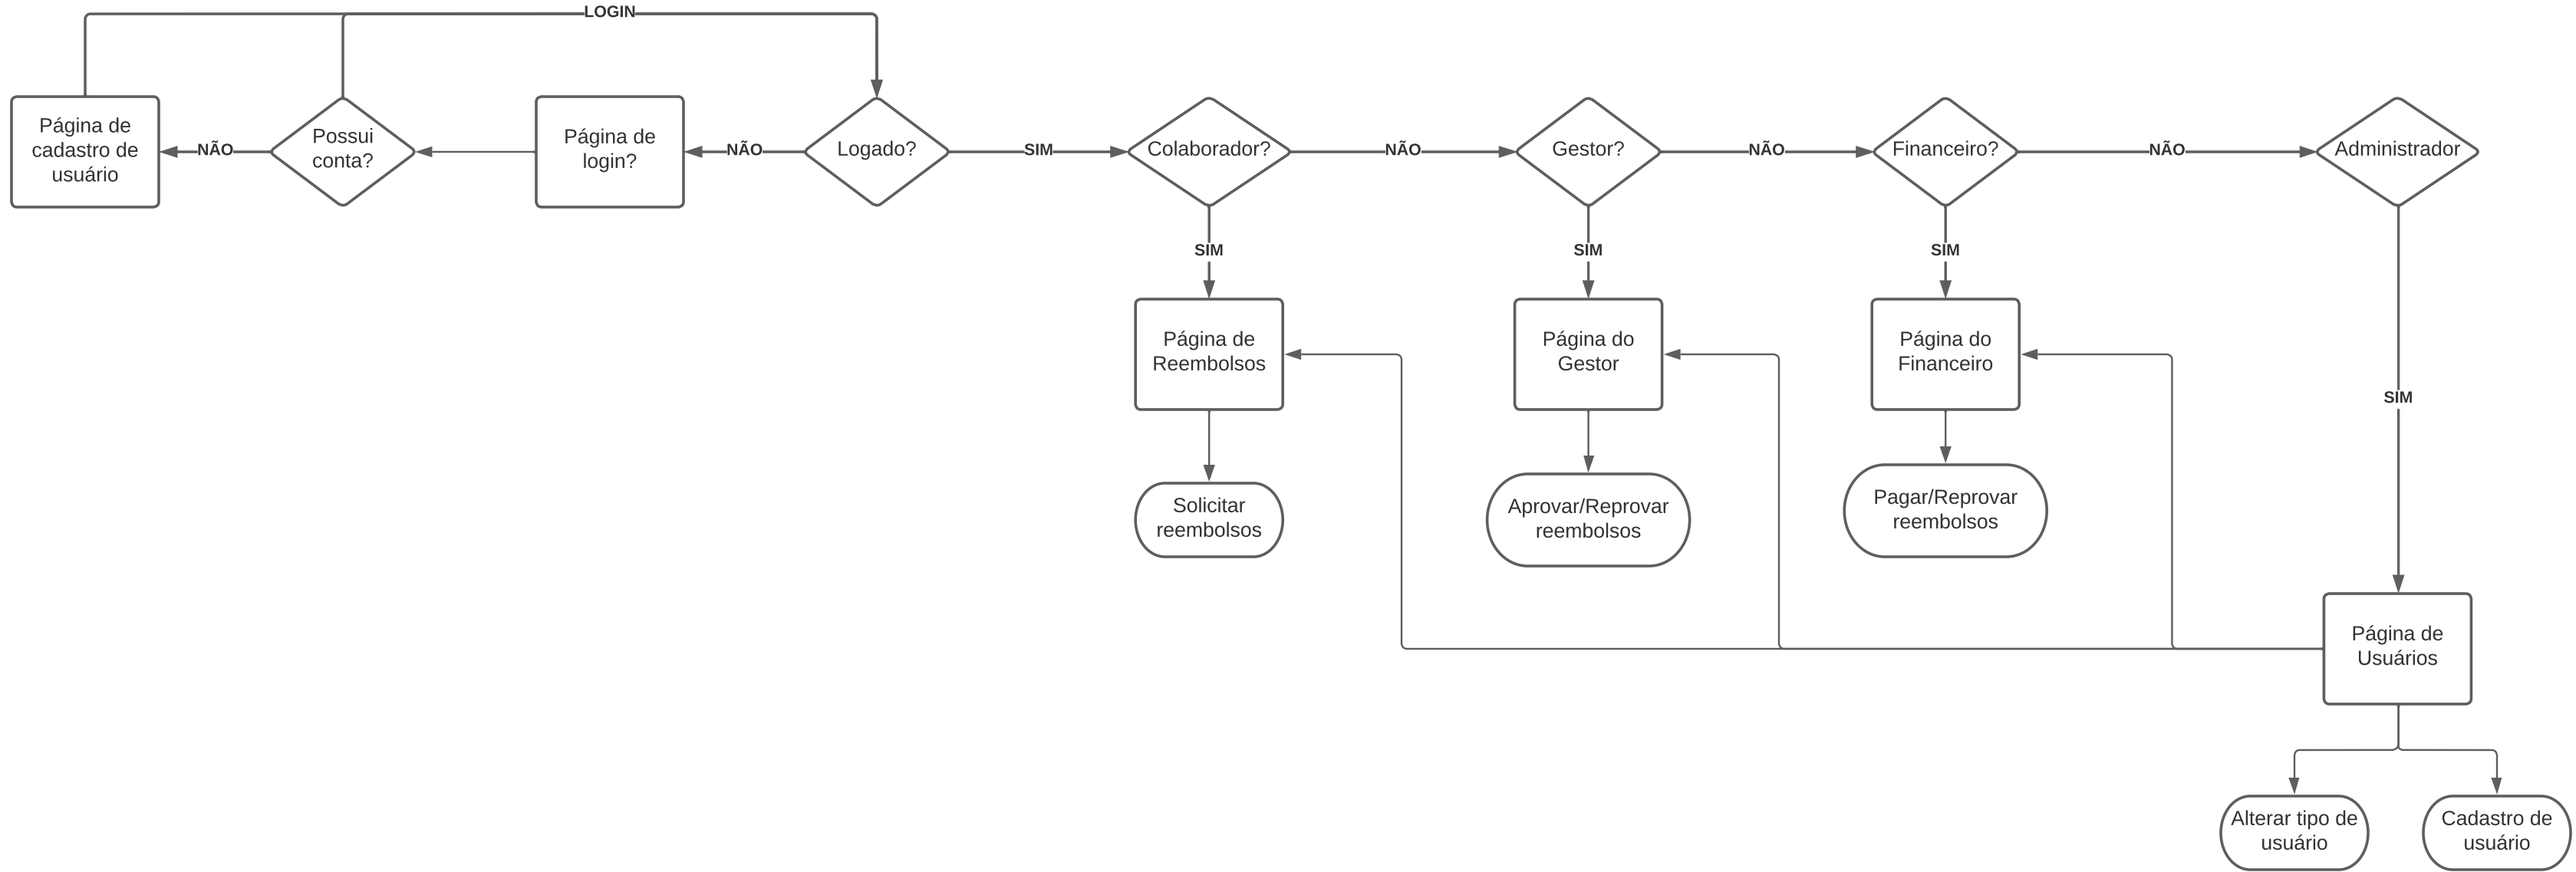 LOGIN
Página de
cadastro de
usuário
NÃO
Possui
conta?
Página de
login?
NÃO
Logado?
SIM
Colaborador?
NÃO
Gestor?
NÃO
Financeiro?
NÃO
Administrador
SIM
SIM
SIM
Página de
Reembolsos
Página do
Gestor
Página do
Financeiro
SIM
Solicitar
reembolsos
Aprovar/Reprovar
reembolsos
Pagar/Reprovar
reembolsos
Página de
Usuários
Alterar tipo de
usuário
Cadastro de
usuário